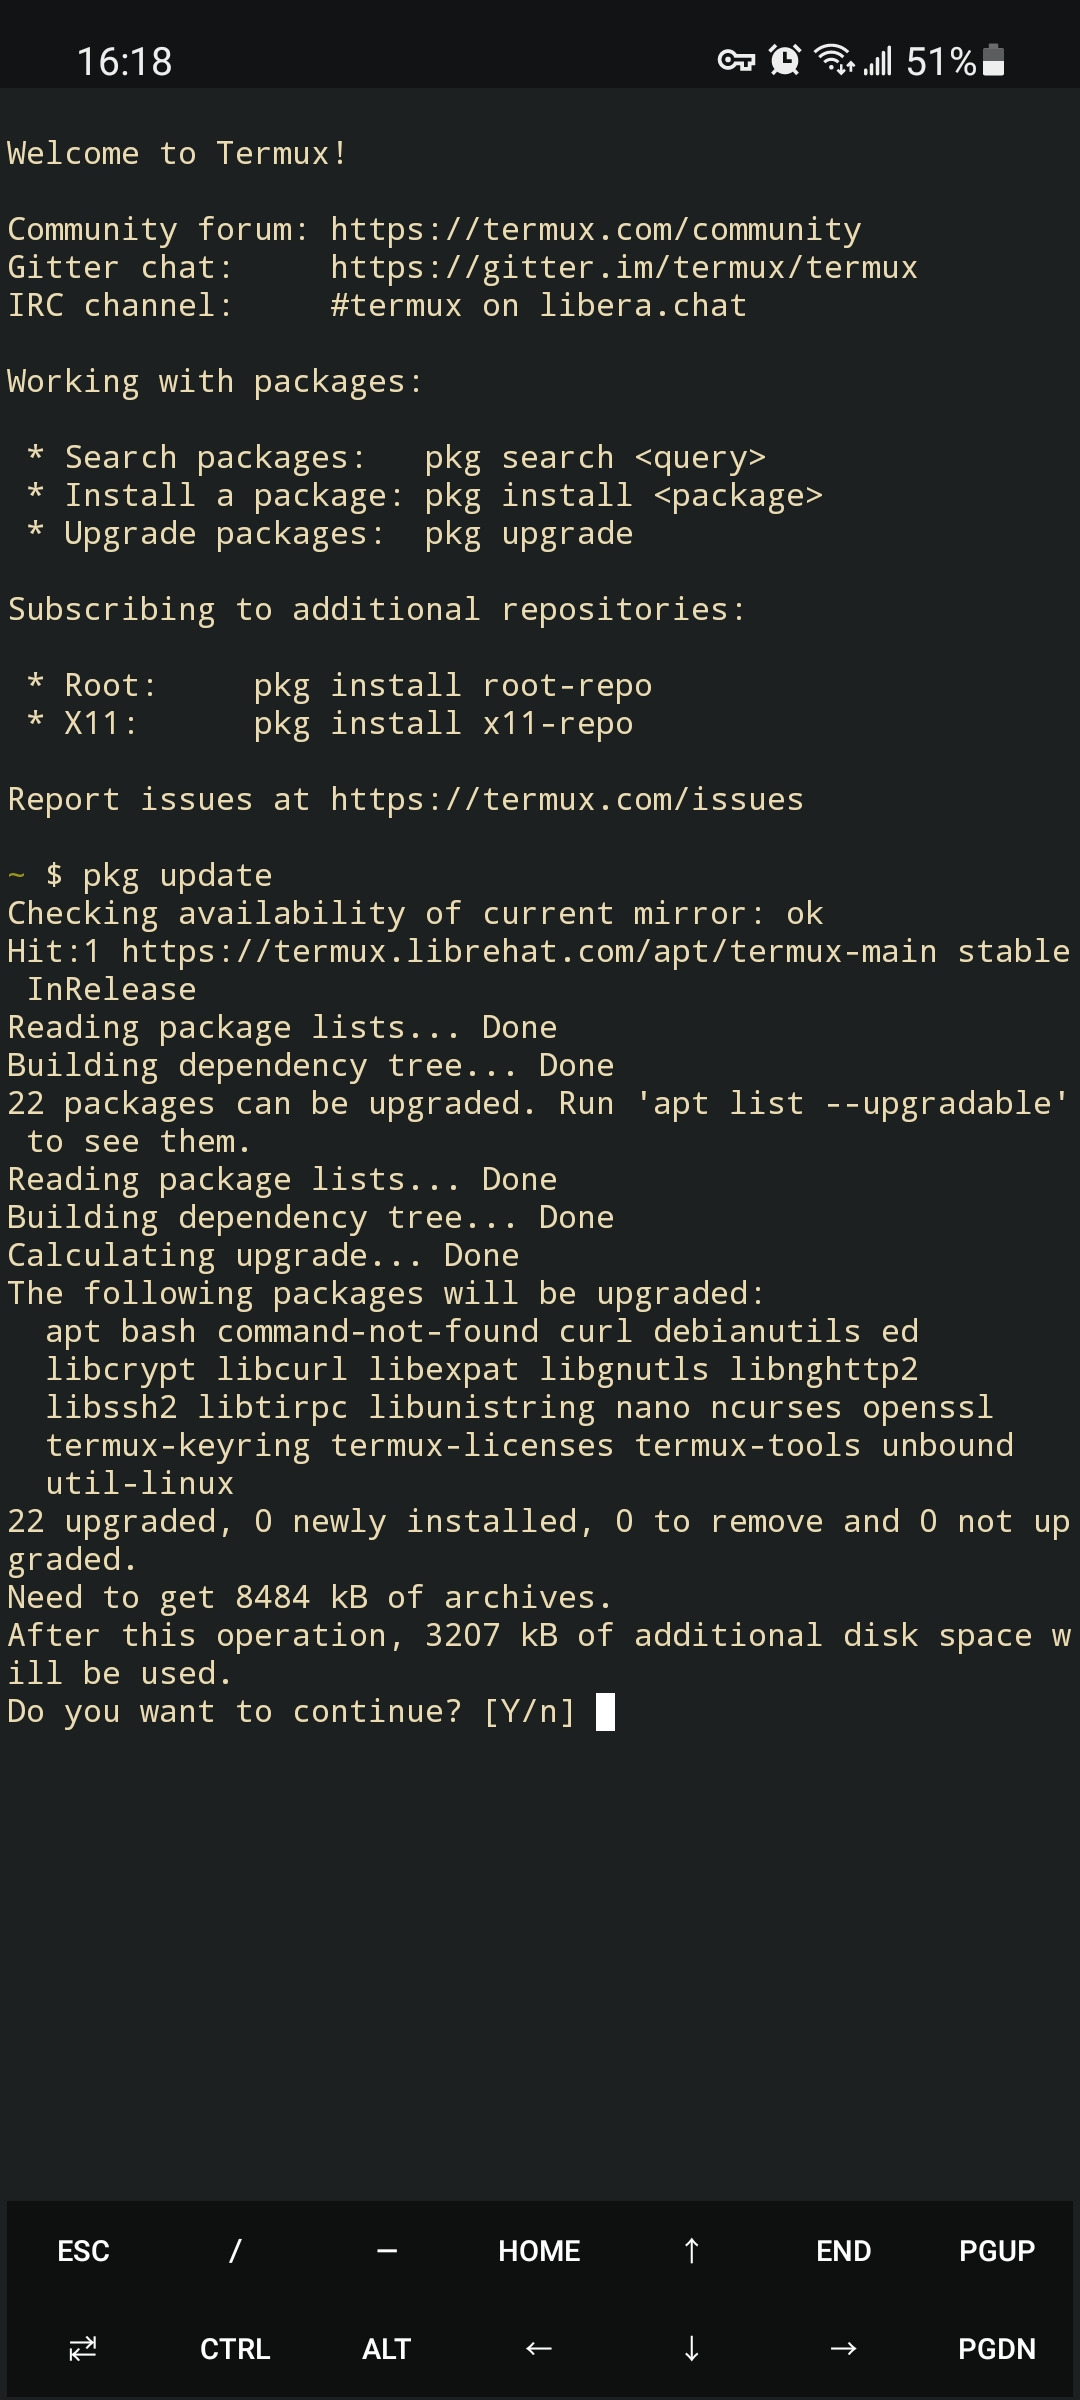 16:18 51%
Welcome to Termux!
Community forum: https://termux.com/community
Gitter chat:     https://gitter.im/termux/termux
IRC channel:     #termux on libera.chat
Working with packages:
 * Search packages:   pkg search <query>
 * Install a package: pkg install <package>
 * Upgrade packages:  pkg upgrade
Subscribing to additional repositories:
 * Root:     pkg install root-repo
 * X11:      pkg install x11-repo
Report issues at https://termux.com/issues
~ $ pkg update
Checking availability of current mirror: ok
Hit:1 https://termux.librehat.com/apt/termux-main stable
 InRelease
Reading package lists... Done
Building dependency tree... Done
22 packages can be upgraded. Run 'apt list --upgradable'
 to see them.
Reading package lists... Done
Building dependency tree... Done
Calculating upgrade... Done
The following packages will be upgraded:
  apt bash command-not-found curl debianutils ed
  libcrypt libcurl libexpat libgnutls libnghttp2
  libssh2 libtirpc libunistring nano ncurses openssl
  termux-keyring termux-licenses termux-tools unbound
  util-linux
22 upgraded, 0 newly installed, 0 to remove and 0 not up
graded.
Need to get 8484 kB of archives.
After this operation, 3207 kB of additional disk space w
ill be used.
Do you want to continue? [Y/n]
ESC / — HOME ↑ END PGUP
⇄ CTRL ALT ← ↓ → PGDN